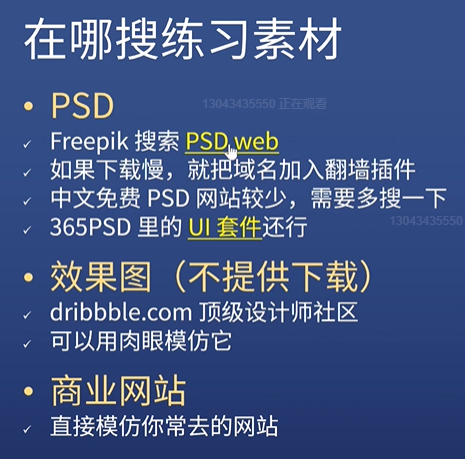 在哪搜练习素材
• PSD
13043435550 正在观看
✓ Freepik 搜索 PSD web
✓ 如果下载慢，就把域名加入翻墙插件
✓ 中文免费 PSD 网站较少，需要多搜一下
13043435550
✓ 365PSD 里的 UI 套件还行
• 效果图（不提供下载）
✓ dribbble.com 顶级设计师社区
✓ 可以用肉眼模仿它
• 商业网站
✓ 直接模仿你常去的网站